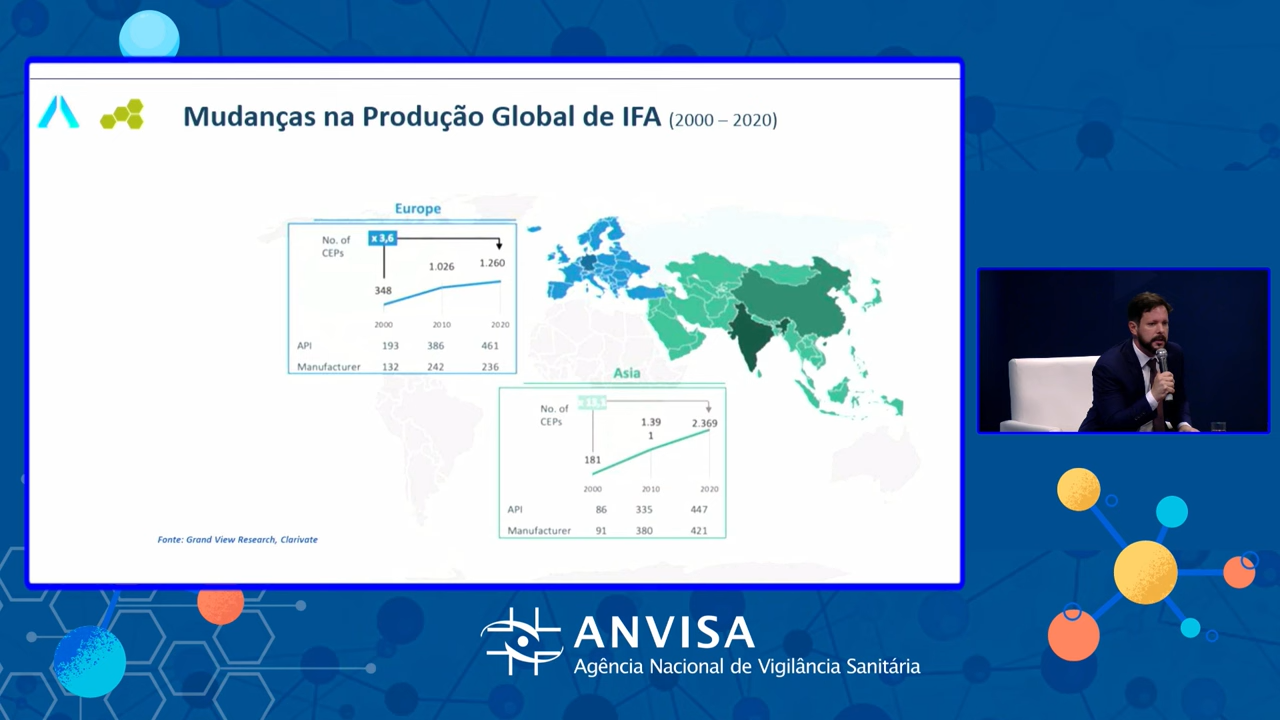 Mudanças na Produção Global de IFA (2000 – 2020)
Europe
No. of
CEPs
x 3,6
348
1.026
1.260
2000 2010 2020
API 193 386 461
Manufacturer 132 242 236
Asia
No. of
CEPs
181
1.39
1
2.369
2000 2010 2020
API 86 335 447
Manufacturer 91 380 421
Fonte: Grand View Research, Clarivate
ANVISA
Agência Nacional de Vigilância Sanitária